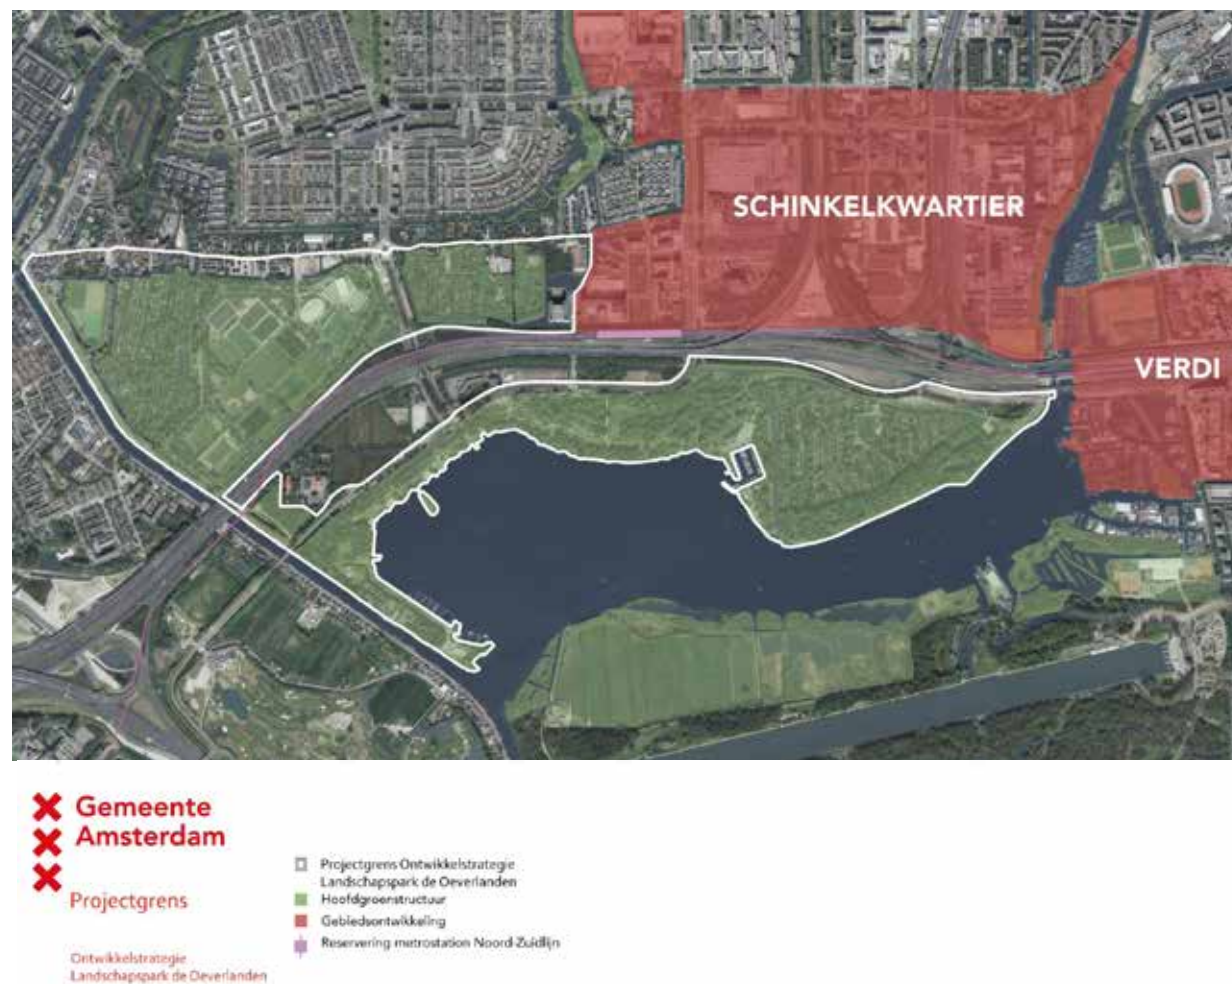 SCHINKELKWARTIER
VERDI
Gemeente
Amsterdam
Projectgrens
Ontwikkelstrategie
Landschapspark de Oeverlanden
Projectgrens Ontwikkelstrategie
Landschapspark de Oeverlanden
Hoofdgroenstructuur
Gebiedsontwikkeling
Reservering metrostation Noord-Zuidlijn